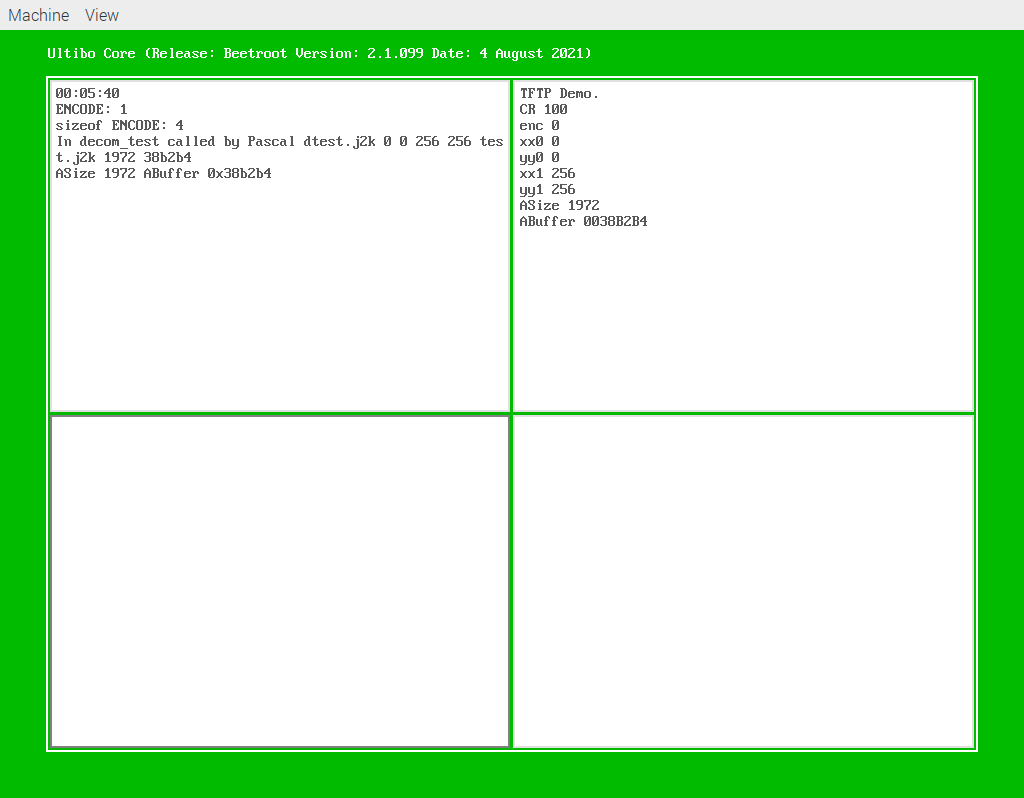 Machine View
Ultibo Core (Release: Beetroot Version: 2.1.099 Date: 4 August 2021)
00:05:40
ENCODE: 1
sizeof ENCODE: 4
In decom_test called by Pascal dtest.j2k 0 0 256 256 tes
t.j2k 1972 38b2b4
ASize 1972 ABuffer 0x38b2b4
TFTP Demo.
CR 100
enc 0
xx0 0
yy0 0
xx1 256
yy1 256
ASize 1972
ABuffer 0038B2B4